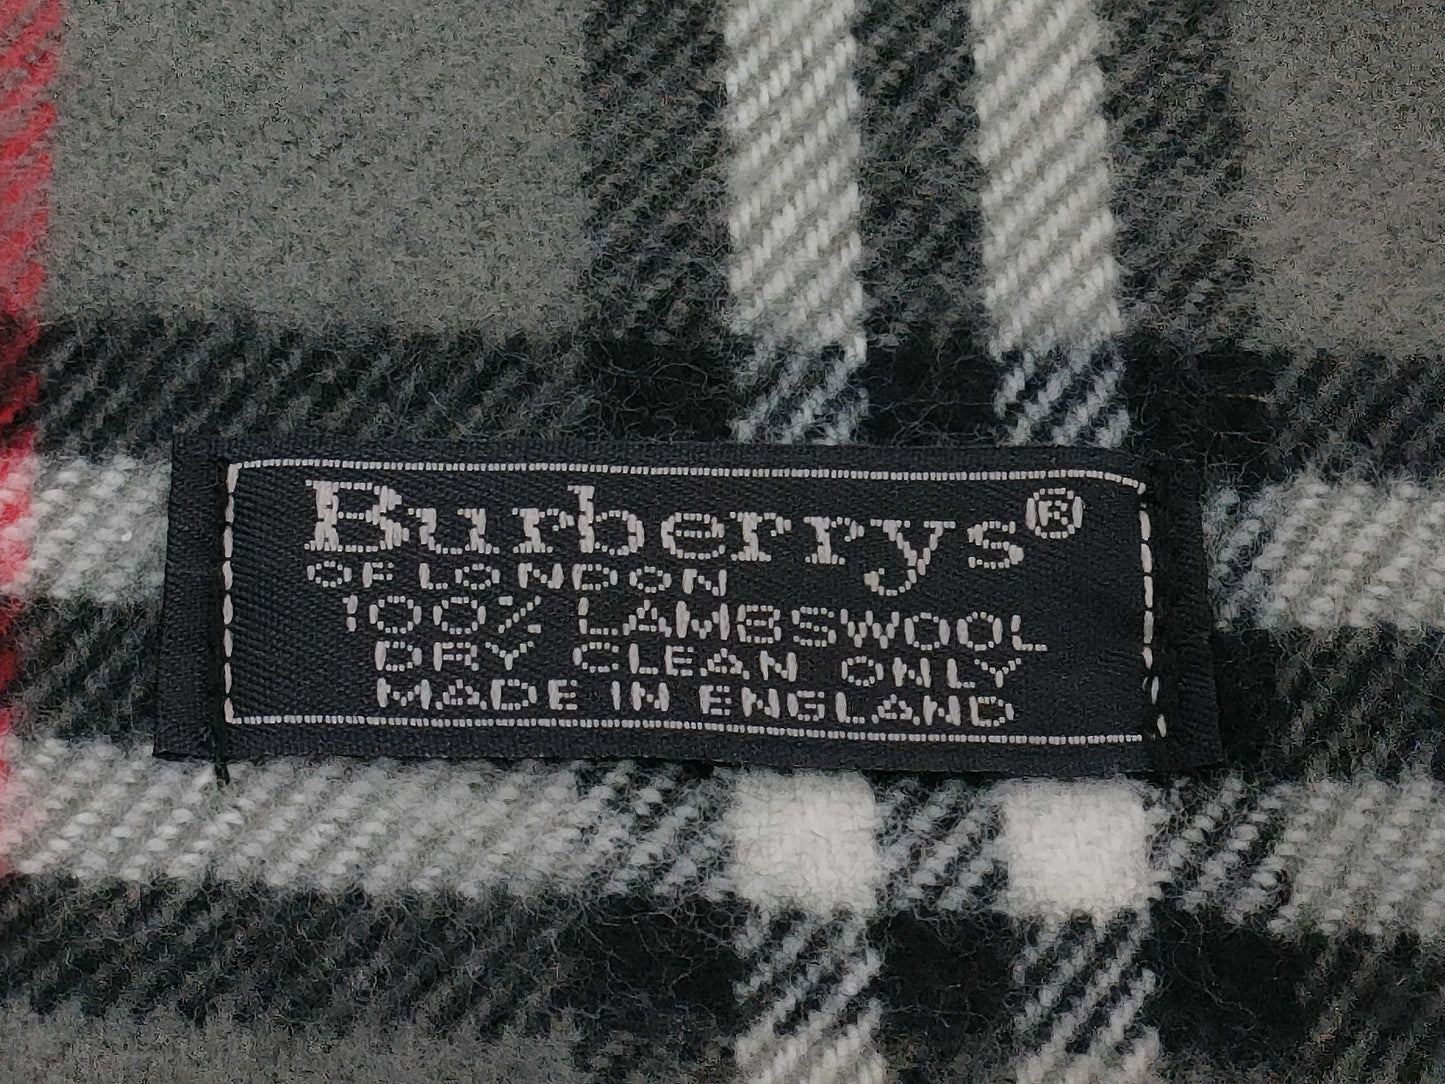 Burberrys®
OF LONDON
100% LAMBSWOOL
DRY CLEAN ONLY
MADE IN ENGLAND